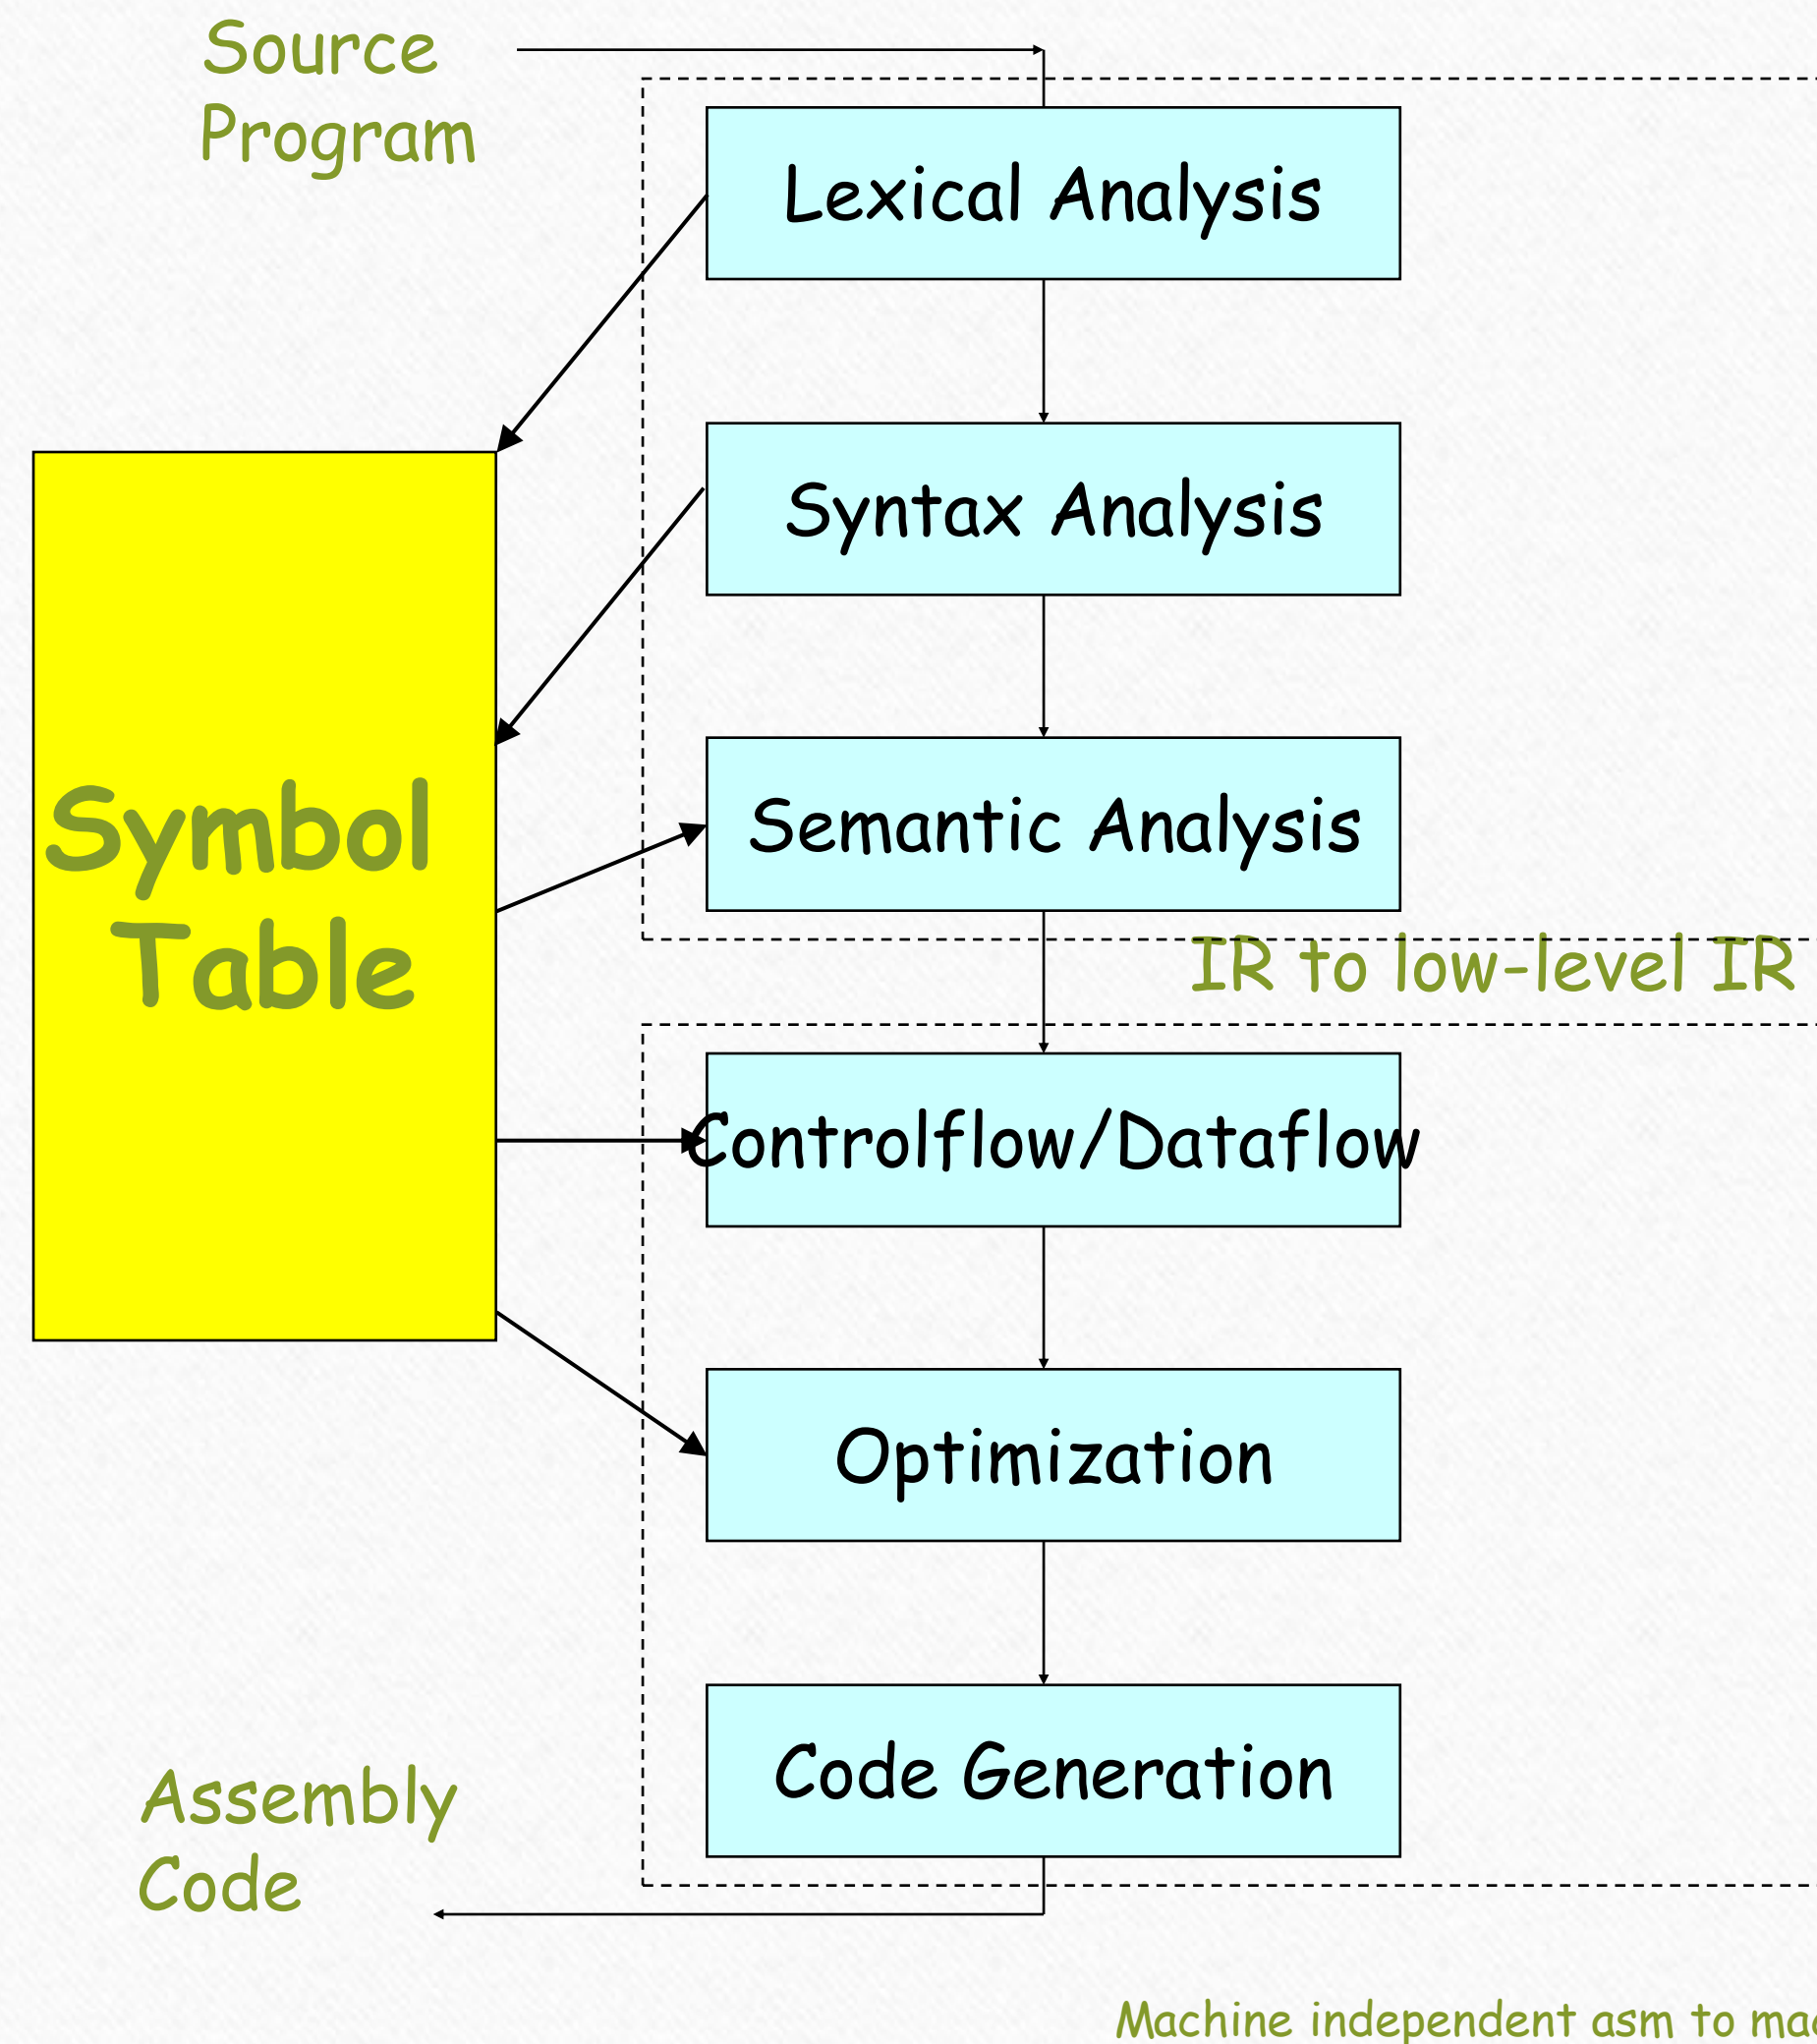 Source
Program
Lexical Analysis
Syntax Analysis
Symbol
Table
Semantic Analysis
IR to low-level IR
Controlflow/Dataflow
Optimization
Code Generation
Assembly
Code
Machine independent asm to